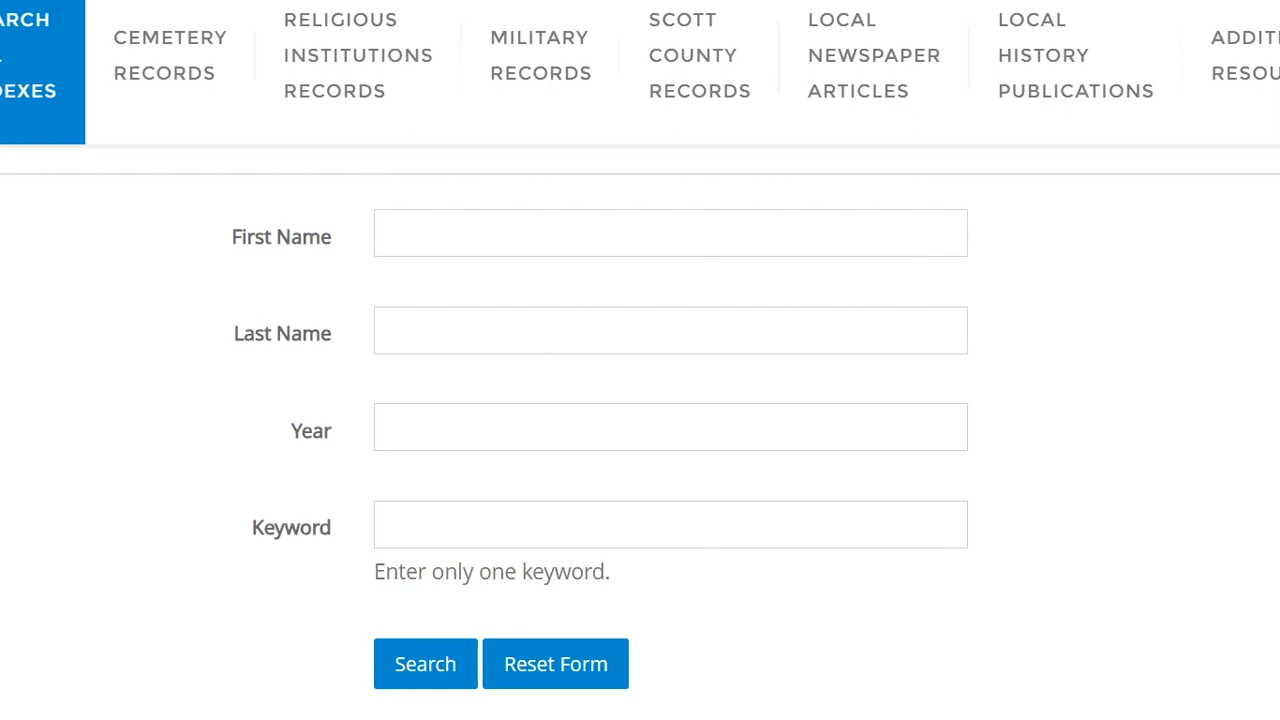 ARCH
DEXES
CEMETERY
RECORDS
RELIGIOUS
INSTITUTIONS
RECORDS
MILITARY
RECORDS
SCOTT
COUNTY
RECORDS
LOCAL
NEWSPAPER
ARTICLES
LOCAL
HISTORY
PUBLICATIONS
ADDITI
RESOU
First Name
Last Name
Year
Keyword
Enter only one keyword.
Search Reset Form